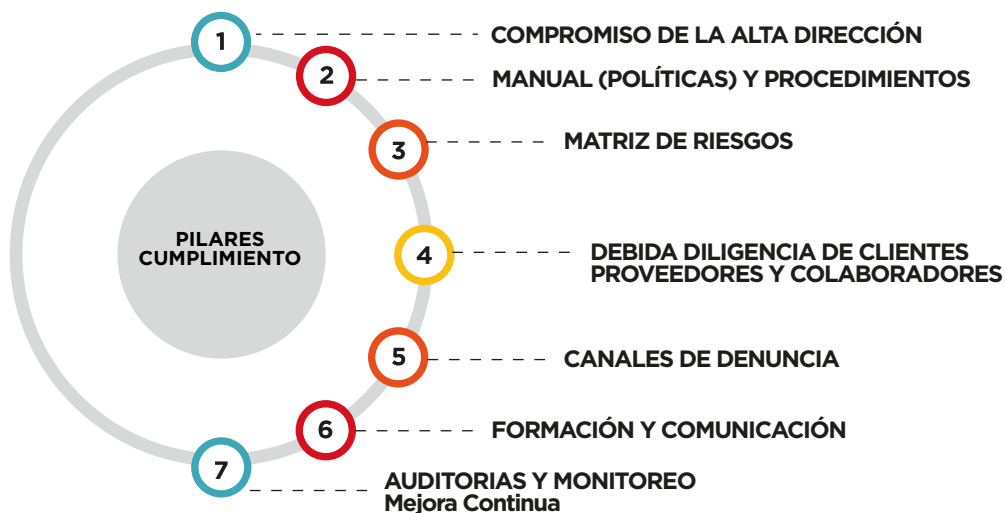 1
COMPROMISO DE LA ALTA DIRECCIÓN
2
MANUAL (POLÍTICAS) Y PROCEDIMIENTOS
3
MATRIZ DE RIESGOS
PILARES
CUMPLIMIENTO
4
DEBIDA DILIGENCIA DE CLIENTES
PROVEEDORES Y COLABORADORES
5
CANALES DE DENUNCIA
6
FORMACIÓN Y COMUNICACIÓN
7
AUDITORIAS Y MONITOREO
Mejora Continua